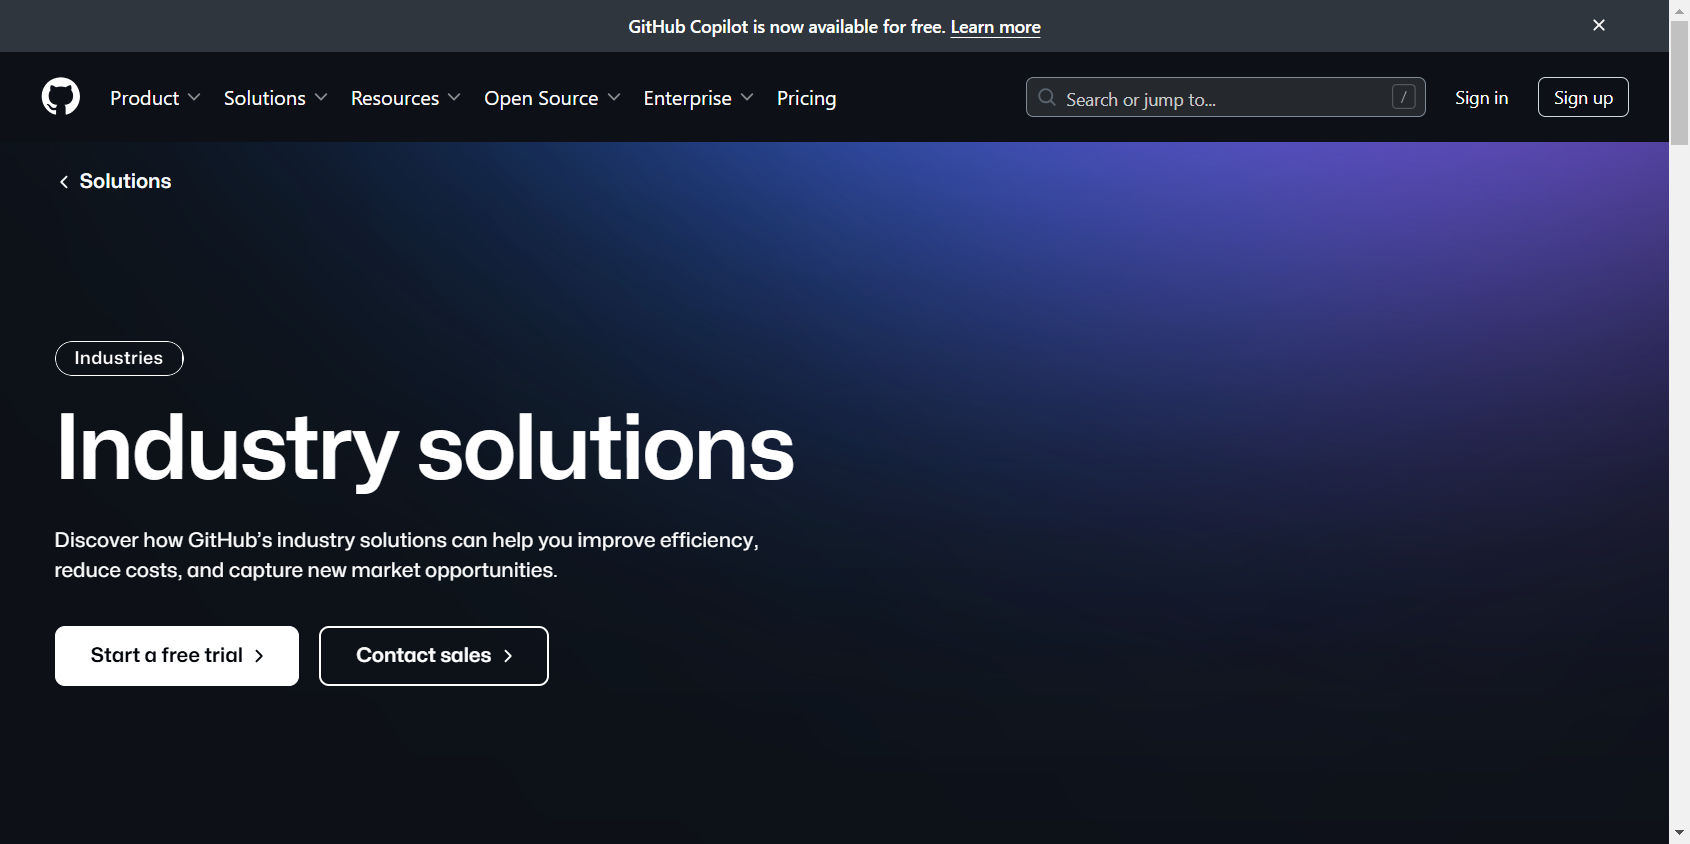 GitHub Copilot is now available for free. Learn more
Product Solutions Resources Open Source Enterprise Pricing Search or jump to... / Sign in Sign up
Solutions
Industries
Industry solutions
Discover how GitHub’s industry solutions can help you improve efficiency,
reduce costs, and capture new market opportunities.
Start a free trial Contact sales